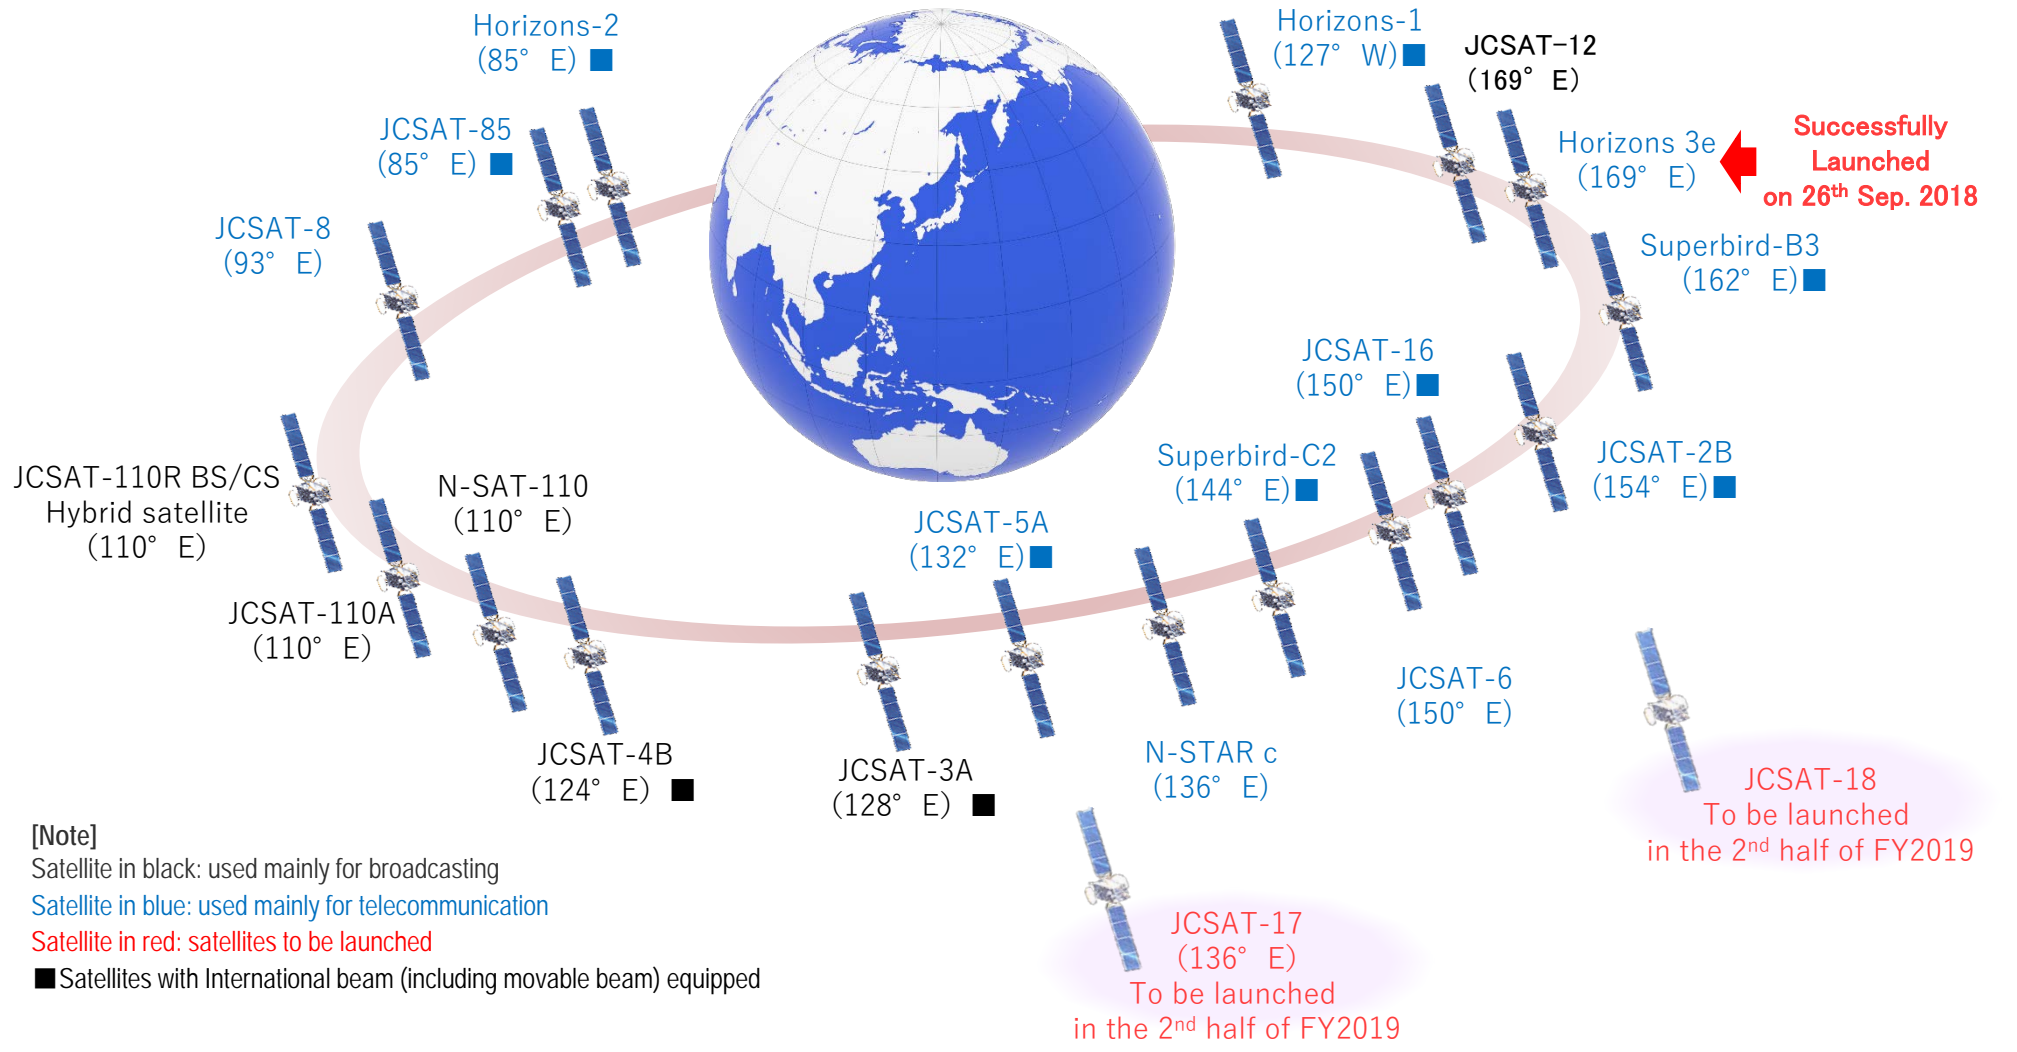 Horizons-2
(85° E) ■
Horizons-1
(127° W)■
JCSAT-12
(169° E)
JCSAT-85
(85° E) ■
Horizons 3e
(169° E)
Successfully
Launched
on 26th Sep. 2018
JCSAT-8
(93° E)
Superbird-B3
(162° E)■
JCSAT-16
(150° E)■
Superbird-C2
(144° E)■
JCSAT-2B
(154° E)■
JCSAT-110R BS/CS
Hybrid satellite
(110° E)
N-SAT-110
(110° E)
JCSAT-5A
(132° E)■
JCSAT-110A
(110° E)
JCSAT-6
(150° E)
JCSAT-4B
(124° E) ■
JCSAT-3A
(128° E) ■
N-STAR c
(136° E)
JCSAT-18
To be launched
in the 2nd half of FY2019
JCSAT-17
(136° E)
To be launched
in the 2nd half of FY2019
[Note]
Satellite in black: used mainly for broadcasting
Satellite in blue: used mainly for telecommunication
Satellite in red: satellites to be launched
■Satellites with International beam (including movable beam) equipped